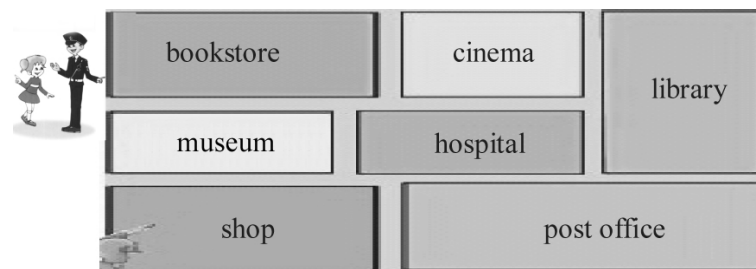 bookstore
cinema
library
museum
hospital
shop
post office